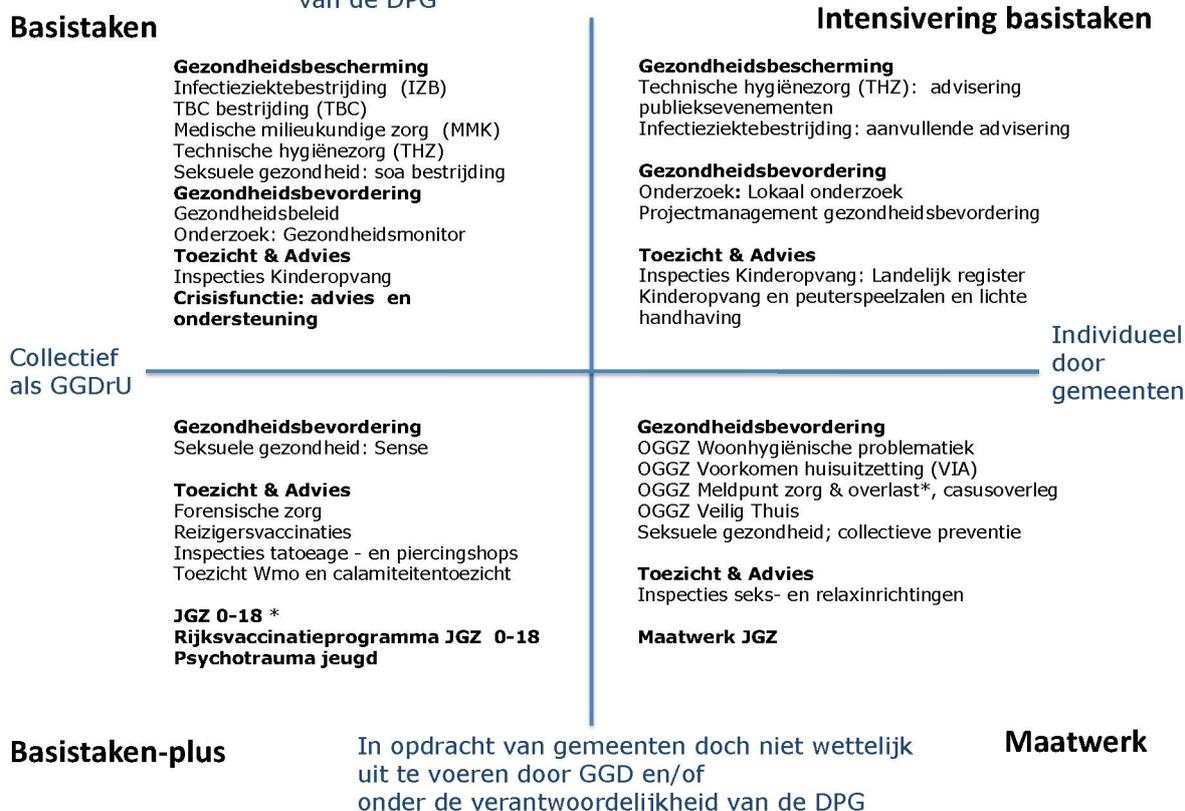 van de DPG
Basistaken
Intensivering basistaken
Gezondheidsbescherming
Infectieziektebestrijding (IZB)
TBC bestrijding (TBC)
Medische milieukundige zorg (MMK)
Technische hygiënezorg (THZ)
Seksuele gezondheid: soa bestrijding
Gezondheidsbevordering
Gezondheidsbeleid
Onderzoek: Gezondheidsmonitor
Toezicht & Advies
Inspecties Kinderopvang
Crisisfunctie: advies en
ondersteuning
Gezondheidsbescherming
Technische hygiënezorg (THZ): advisering
publieksevenementen
Infectieziektebestrijding: aanvullende advisering
Gezondheidsbevordering
Onderzoek: Lokaal onderzoek
Projectmanagement gezondheidsbevordering
Toezicht & Advies
Inspecties Kinderopvang: Landelijk register
Kinderopvang en peuterspeelzalen en lichte
handhaving
Collectief
als GGDrU
Individueel
door
gemeenten
Gezondheidsbevordering
Seksuele gezondheid: Sense
Toezicht & Advies
Forensische zorg
Reizigersvaccinaties
Inspecties tatoeage - en piercingshops
Toezicht Wmo en calamiteitentoezicht
JGZ 0-18 *
Rijksvaccinatieprogramma JGZ 0-18
Psychotrauma jeugd
Gezondheidsbevordering
OGGZ Woonhygiënische problematiek
OGGZ Voorkomen huisuitzetting (VIA)
OGGZ Meldpunt zorg & overlast*, casusoverleg
OGGZ Veilig Thuis
Seksuele gezondheid; collectieve preventie
Toezicht & Advies
Inspecties seks- en relaxinrichtingen
Maatwerk JGZ
Basistaken-plus
In opdracht van gemeenten doch niet wettelijk
uit te voeren door GGD en/of
onder de verantwoordelijkheid van de DPG
Maatwerk